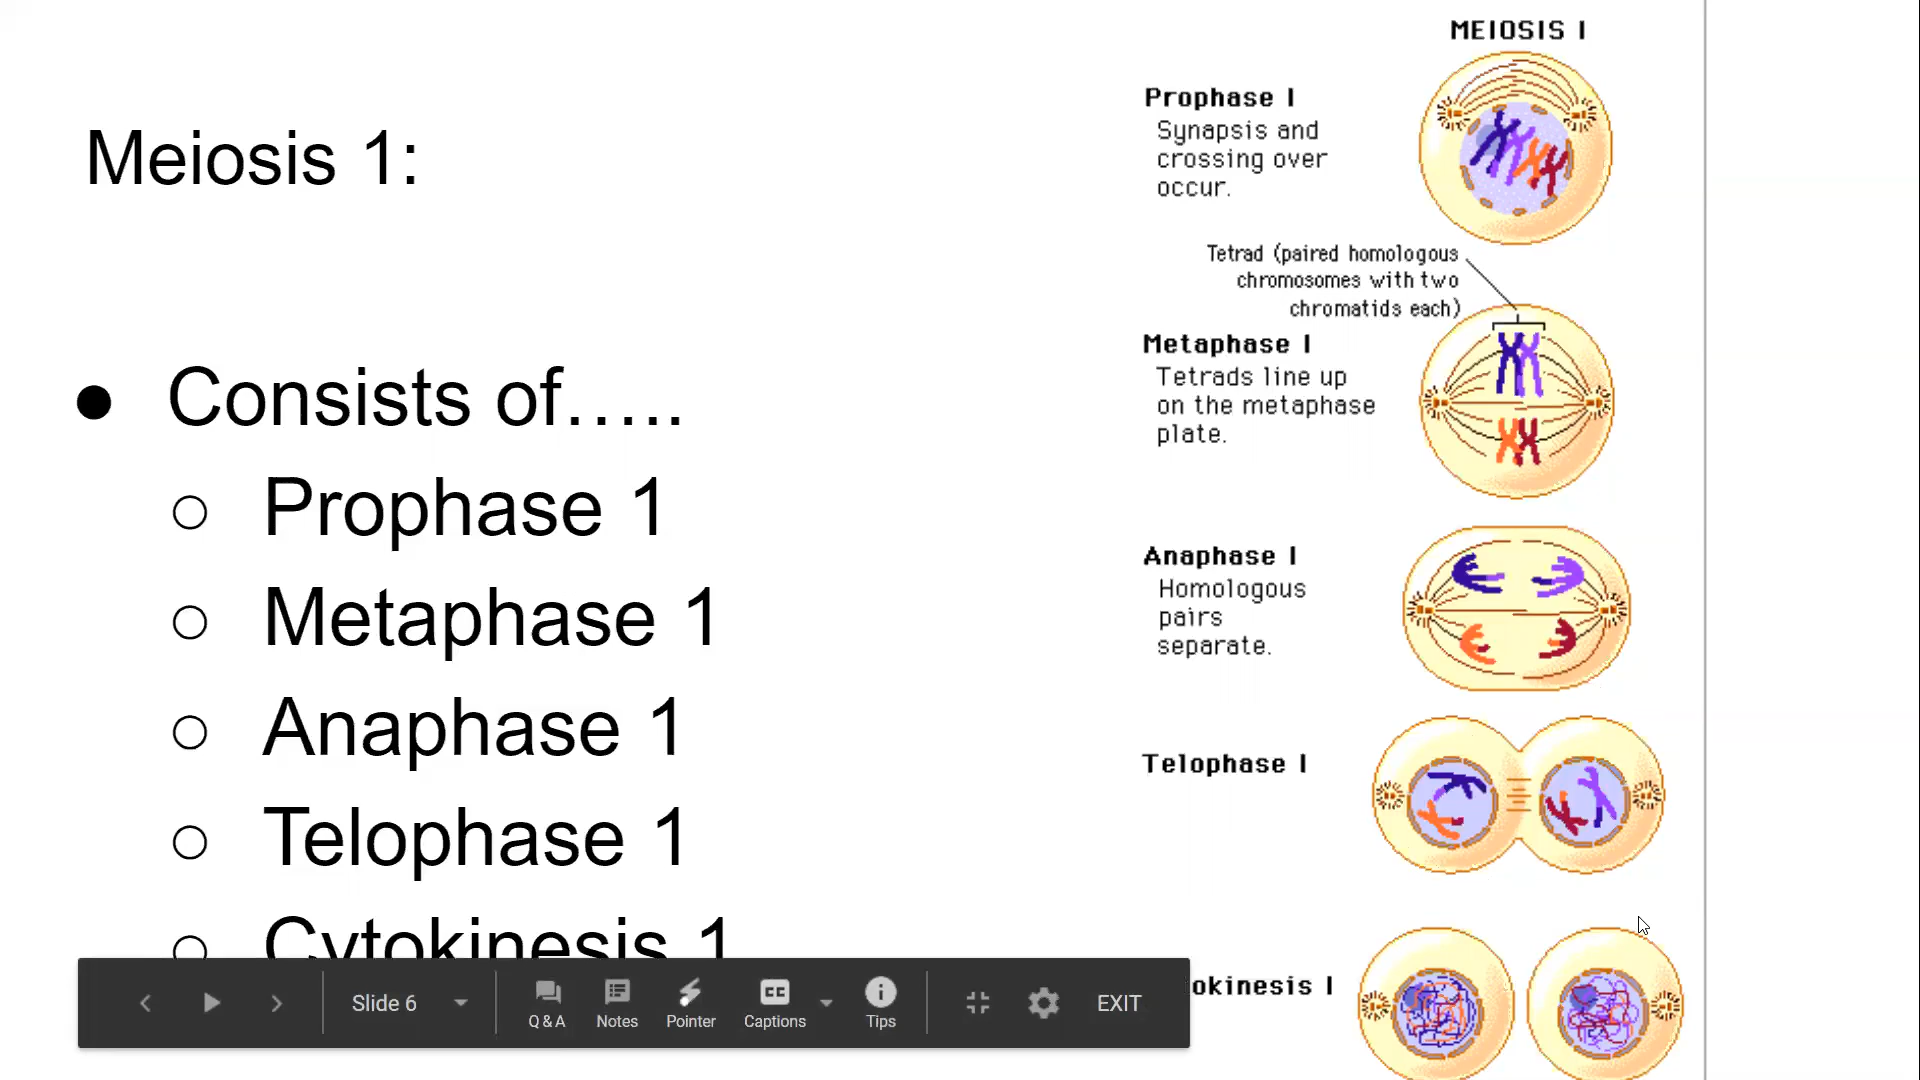 Meiosis 1:
● Consists of.....
○ Prophase 1
○ Metaphase 1
○ Anaphase 1
○ Telophase 1
○ Cytokinesis 1
MEIOSIS I
Prophase I
Synapsis and
crossing over
occur.
Tetrad (paired homologous
chromosomes with two
chromatids each)
Metaphase I
Tetrads line up
on the metaphase
plate.
Anaphase I
Homologous
pairs
separate.
Telophase I
okinesis I
Slide 6
Q&A
Notes
Pointer
CC
Captions
Tips
EXIT